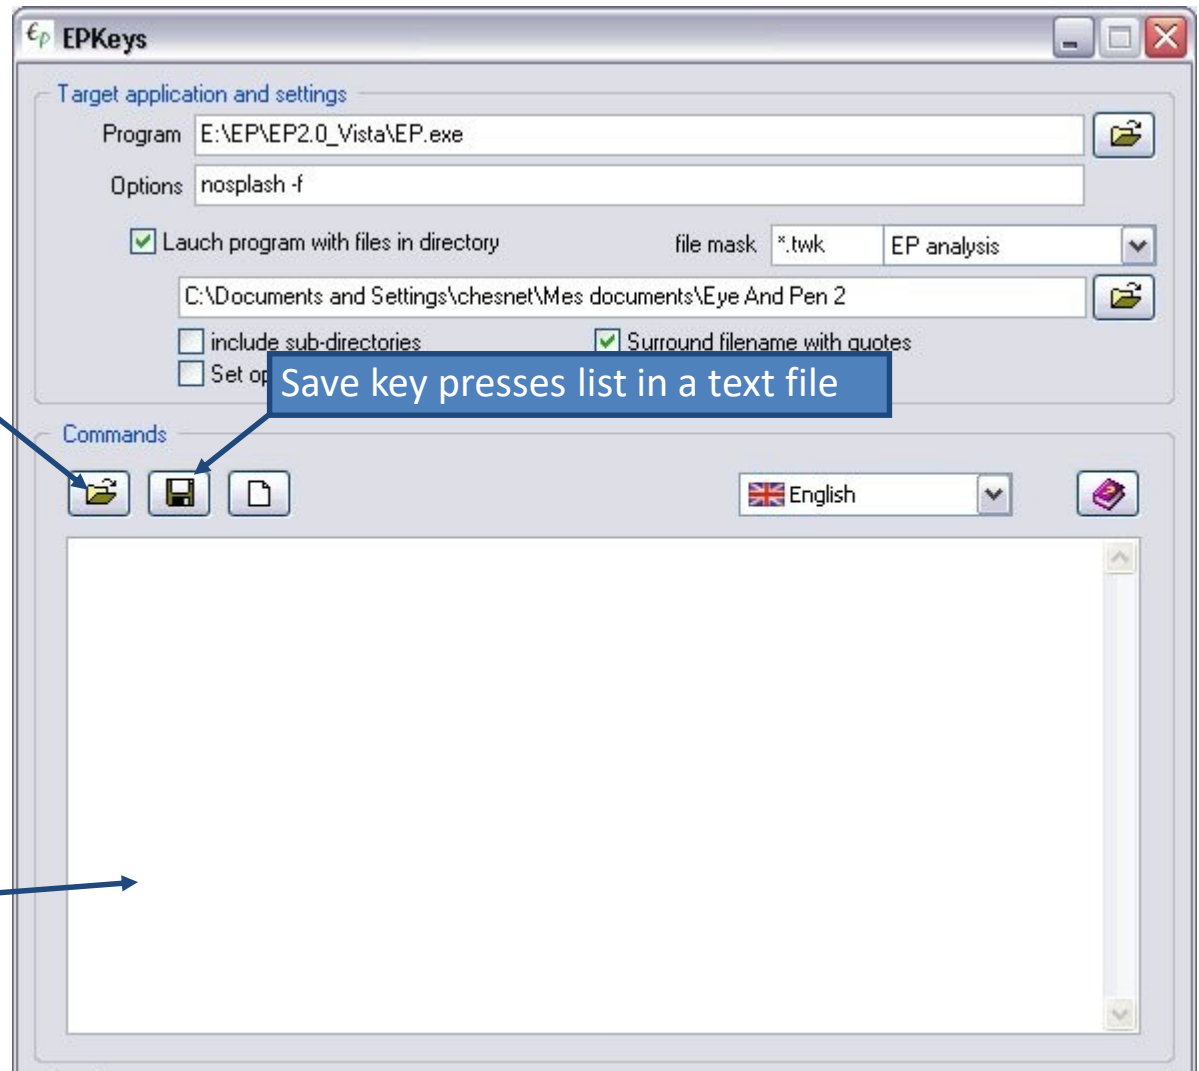 εp EPKeys
Target application and settings
Program E:\EP\EP2.0_Vista\EP.exe
Options nosplash -f
Lauch program with files in directory file mask *.twk EP analysis
C:\Documents and Settings\chesnet\Mes documents\Eye And Pen 2
include sub-directories Surround filename with quotes
Set op
Save key presses list in a text file
Commands
English